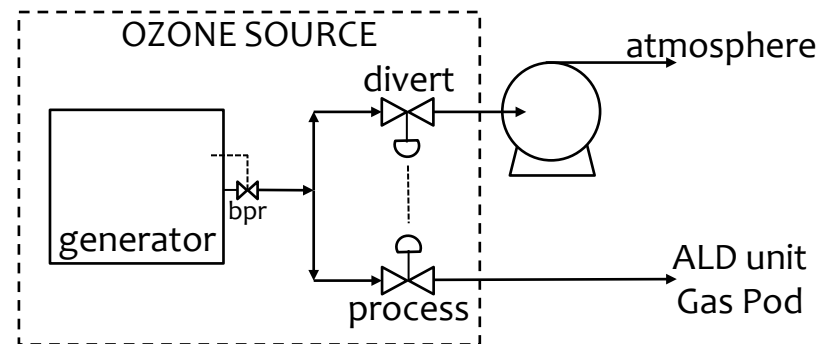 OZONE SOURCE
atmosphere
divert
bpr
generator
process
ALD unit
Gas Pod